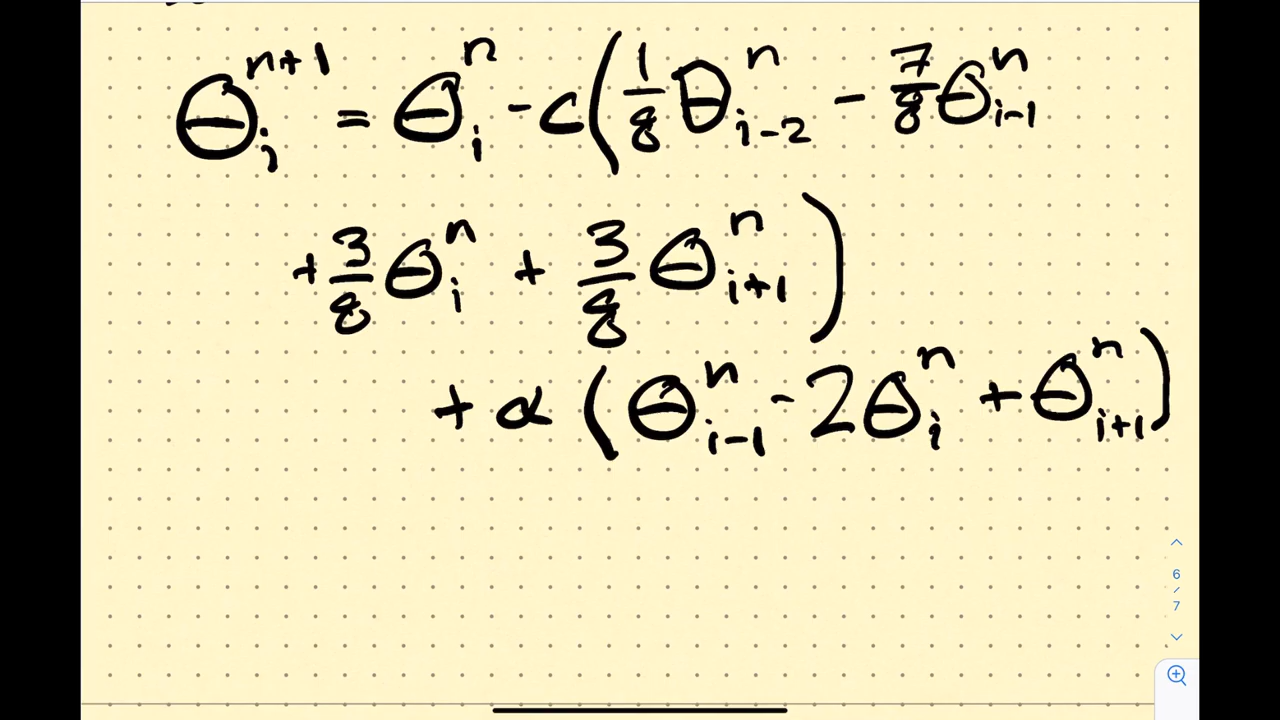 Θ_i^{n+1} = Θ_i^n - c(1/8 Θ_{i-2}^n - 7/8 Θ_{i-1}^n
+ 3/8 Θ_i^n + 3/8 Θ_{i+1}^n)
+ α(Θ_{i-1}^n - 2Θ_i^n + Θ_{i+1}^n)
6
/
7